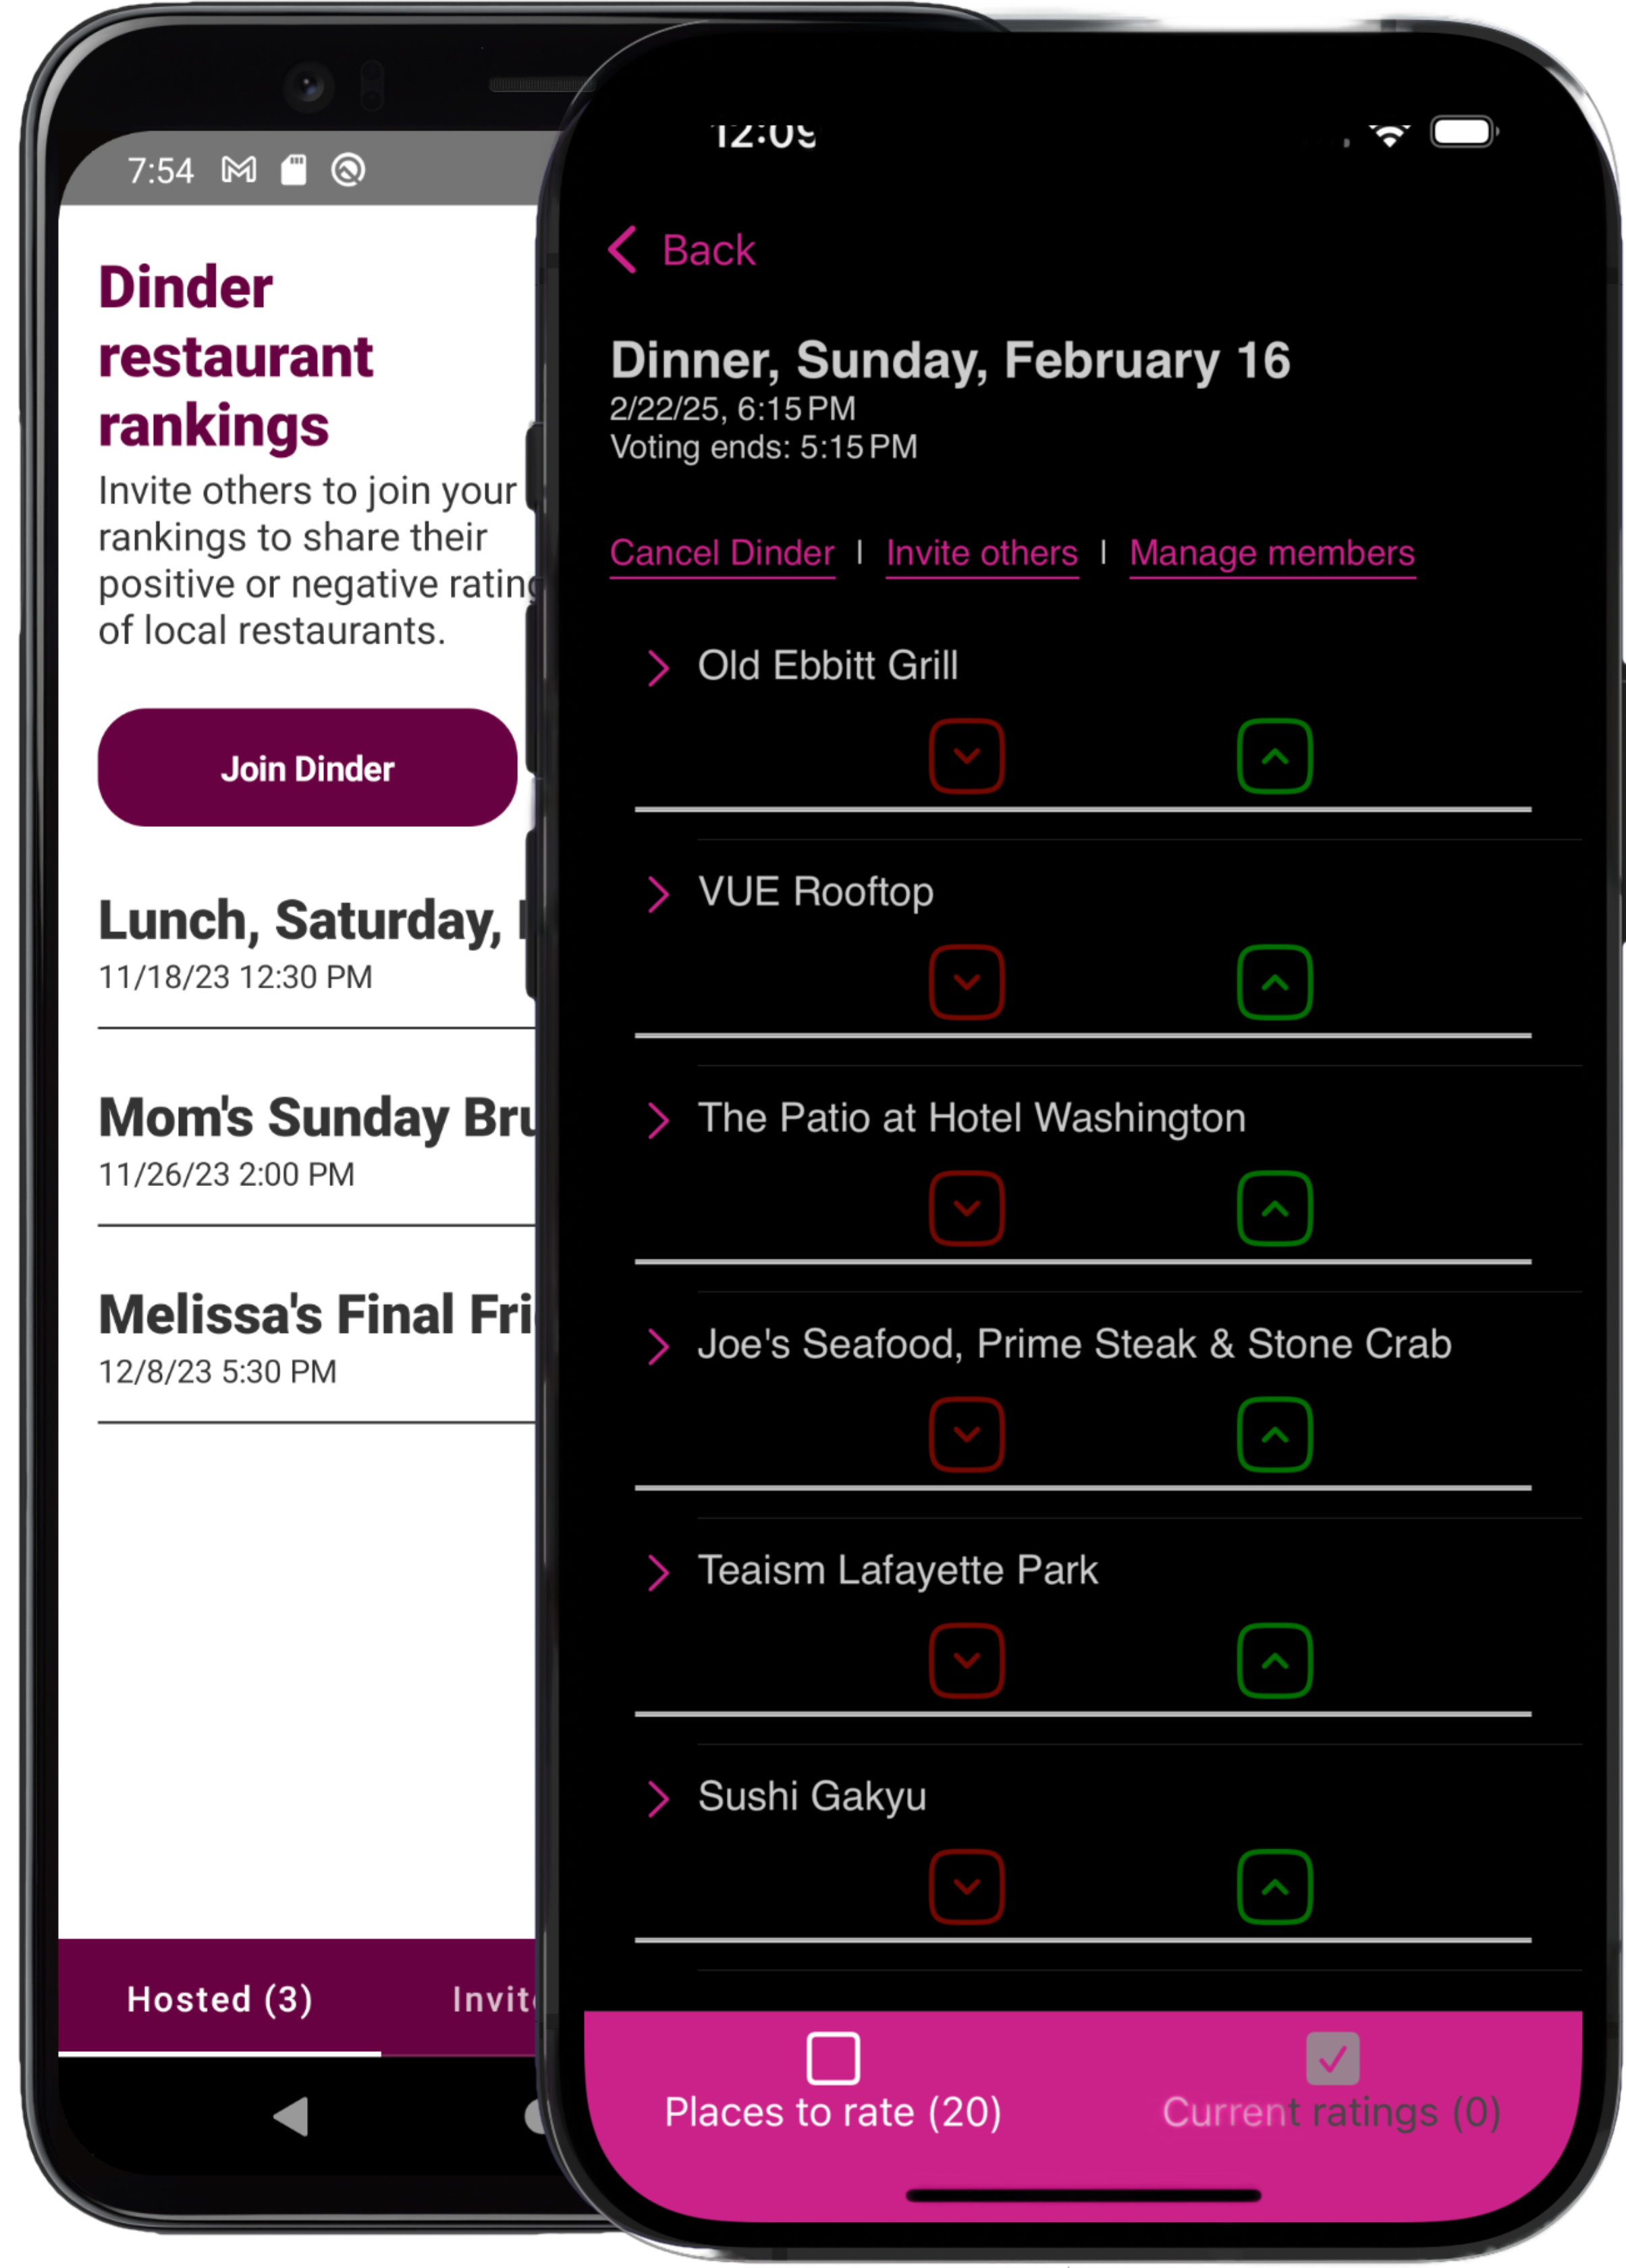 7:54
Dinder
restaurant
rankings
Invite others to join your
rankings to share their
positive or negative rating
of local restaurants.
Join Dinder
Lunch, Saturday,
11/18/23 12:30 PM
Mom's Sunday Bru
11/26/23 2:00 PM
Melissa's Final Fri
12/8/23 5:30 PM
Hosted (3)
Invit
12:09
Back
Dinner, Sunday, February 16
2/22/25, 6:15 PM
Voting ends: 5:15 PM
Cancel Dinder | Invite others | Manage members
Old Ebbitt Grill
VUE Rooftop
The Patio at Hotel Washington
Joe's Seafood, Prime Steak & Stone Crab
Teaism Lafayette Park
Sushi Gakyu
Places to rate (20)
Current ratings (0)